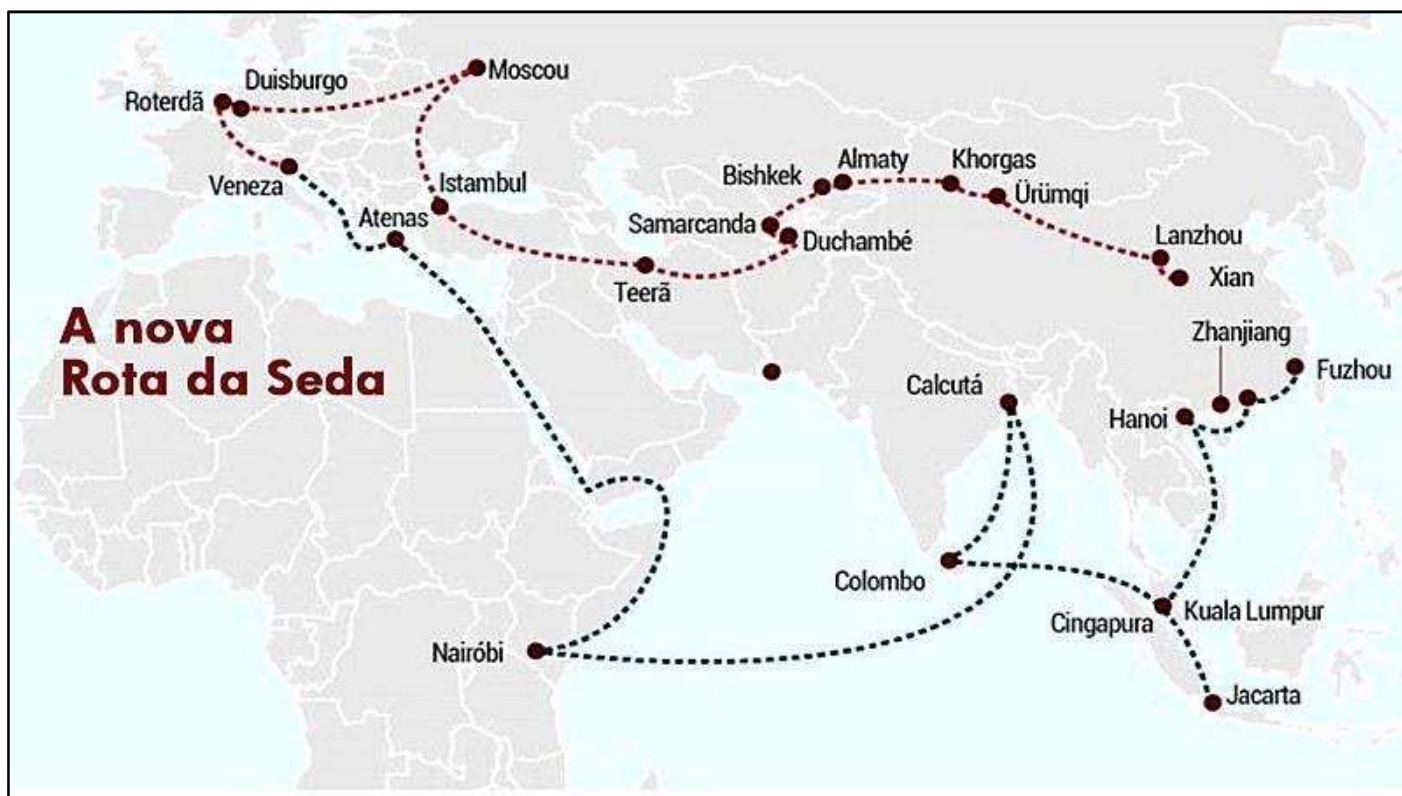 Moscou
Duisburgo
Roterdã
Veneza
Istambul
Atenas
Bishkek
Almaty
Khorgas
Ürümqi
Samarcanda
Duchambé
Lanzhou
Xian
Teerã
A nova
Rota da Seda
Zhanjiang
Fuzhou
Calcutá
Hanoi
Colombo
Cingapura
Kuala Lumpur
Nairóbi
Jacarta